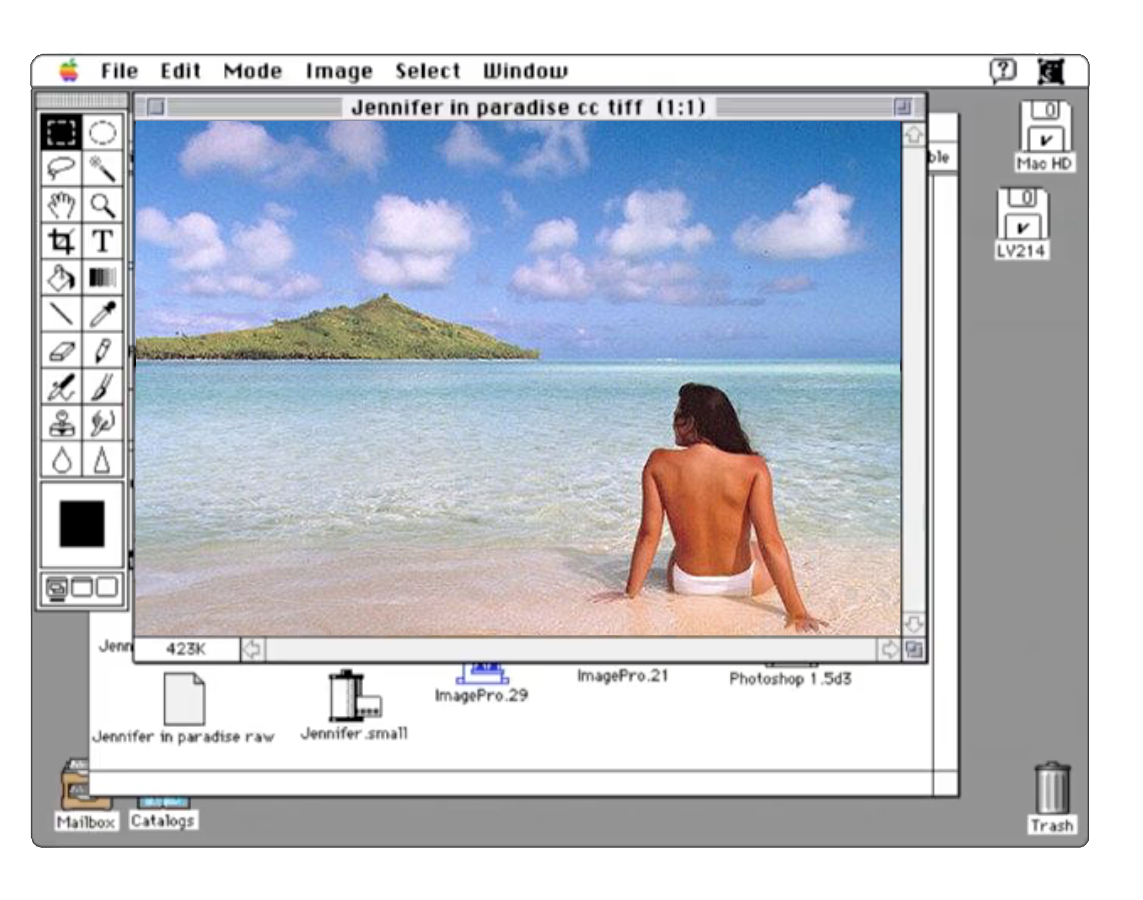 File Edit Mode Image Select Window
Jennifer in paradise cc tiff (1:1)
ble
Mac HD
LV214
T
Jenn
423K
ImagePro.29
ImagePro.21
Photoshop 1.5d3
Jennifer in paradise raw
Jennifer.small
Mailbox
Catalogs
Trash